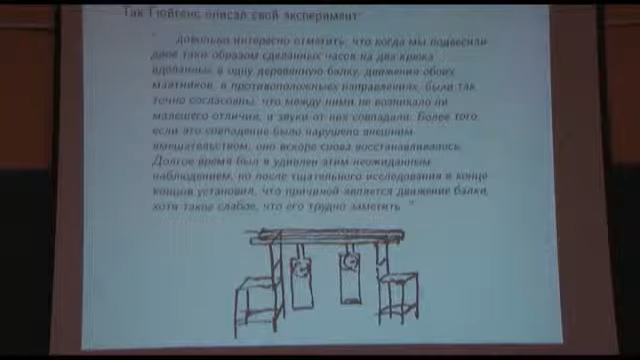 Так Гюйгенс описал свой эксперимент:
" довольно интересно отметить, что когда мы подвесили
двое таки образом сделанных часов на два крюка
вделанных в одну деревянную балку, движения обоих
маятников, в противоположных направлениях, были так
точно согласованы, что между ними не возникало ни
малешего отличия, и звуки от них совпадали. Более того
если это совпадение было нарушено внешним
вмешательством, оно вскоре снова восстанавливалось.
Долгое время был я удивлен этим неожиданным
наблюдением, но после тщательного исследования в конце
концов установил, что причиной является движение балки,
хотя такое слабое, что его трудно заметить "